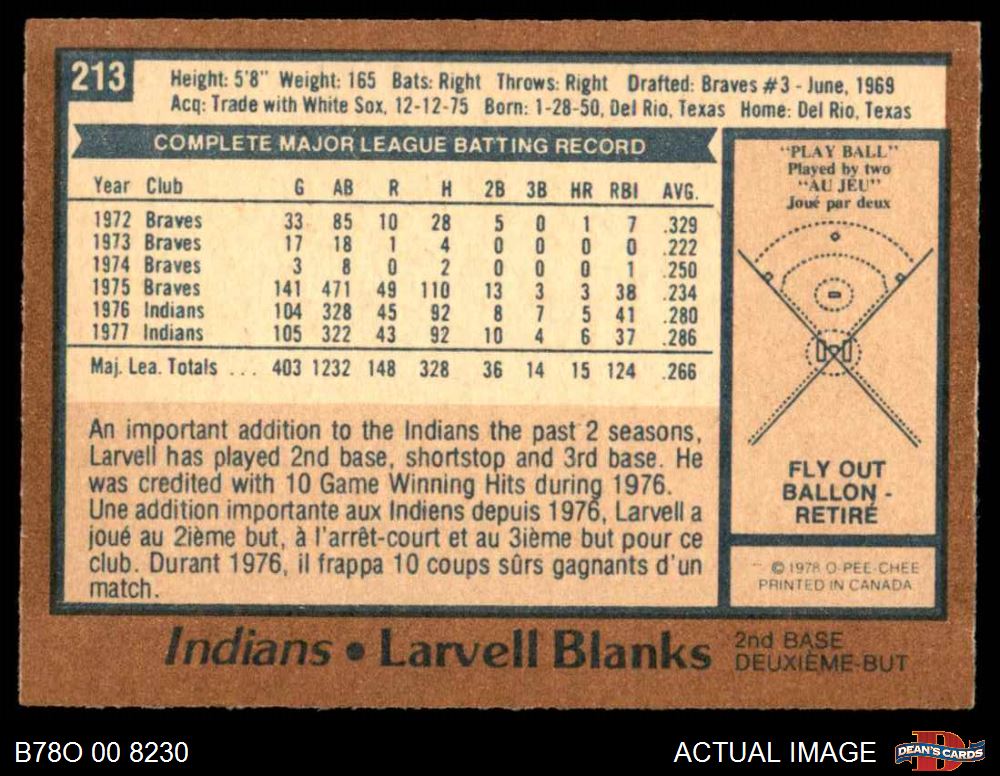 213
Height: 5'8" Weight: 165 Bats: Right Throws: Right Drafted: Braves #3 - June, 1969
Acq: Trade with White Sox, 12-12-75 Born: 1-28-50, Del Rio, Texas Home: Del Rio, Texas
COMPLETE MAJOR LEAGUE BATTING RECORD
Year Club G AB R H 2B 3B HR RBI AVG.
1972 Braves 33 85 10 28 5 0 1 7 .329
1973 Braves 17 18 1 4 0 0 0 0 .222
1974 Braves 3 8 0 2 0 0 0 1 .250
1975 Braves 141 471 49 110 13 3 3 38 .234
1976 Indians 104 328 45 92 8 7 5 41 .280
1977 Indians 105 322 43 92 10 4 6 37 .286
Maj. Lea. Totals ... 403 1232 148 328 36 14 15 124 .266
An important addition to the Indians the past 2 seasons,
Larvell has played 2nd base, shortstop and 3rd base. He
was credited with 10 Game Winning Hits during 1976.
Une addition importante aux Indiens depuis 1976, Larvell a
joué au 2ième but, à l'arrêt-court et au 3ième but pour ce
club. Durant 1976, il frappa 10 coups sûrs gagnants d'un
match.
"PLAY BALL"
Played by two
"AU JEU"
Joué par deux
FLY OUT
BALLON -
RETIRÉ
© 1978 O-PEE-CHEE
PRINTED IN CANADA
Indians • Larvell Blanks
2nd BASE
DEUXIÈME-BUT
B78O 00 8230
ACTUAL IMAGE
DEAN'S CARDS